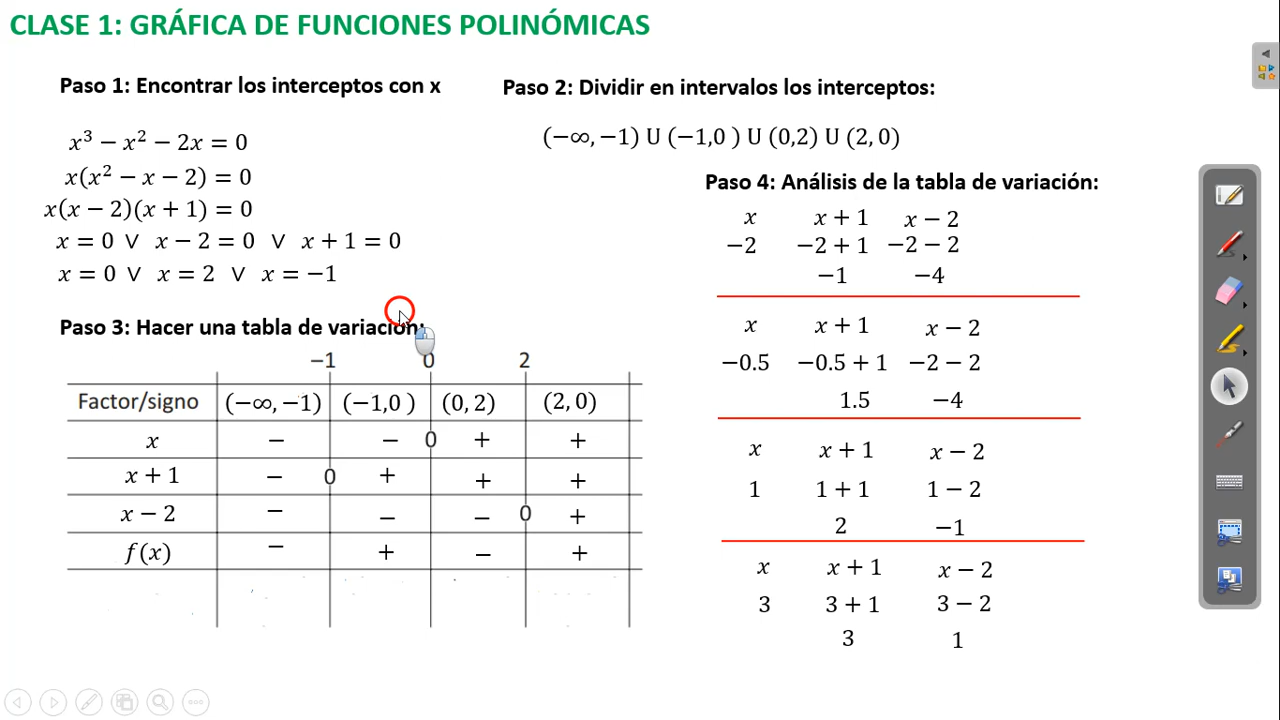 CLASE 1: GRÁFICA DE FUNCIONES POLINÓMICAS
Paso 1: Encontrar los interceptos con x
x³ − x² − 2x = 0
x(x² − x − 2) = 0
x(x − 2)(x + 1) = 0
x = 0 ∨ x − 2 = 0 ∨ x + 1 = 0
x = 0 ∨ x = 2 ∨ x = −1
Paso 2: Dividir en intervalos los interceptos:
(−∞, −1) U (−1,0 ) U (0,2) U (2, 0)
Paso 3: Hacer una tabla de variación:
−1 0 2
Factor/signo (−∞, −1) (−1,0 ) (0, 2) (2, 0)
x − − 0 + +
x + 1 − 0 + + +
x − 2 − − − 0 +
f(x) − + − +
Paso 4: Análisis de la tabla de variación:
x x + 1 x − 2
−2 −2 + 1 −2 − 2
−1 −4
x x + 1 x − 2
−0.5 −0.5 + 1 −2 − 2
1.5 −4
x x + 1 x − 2
1 1 + 1 1 − 2
2 −1
x x + 1 x − 2
3 3 + 1 3 − 2
3 1